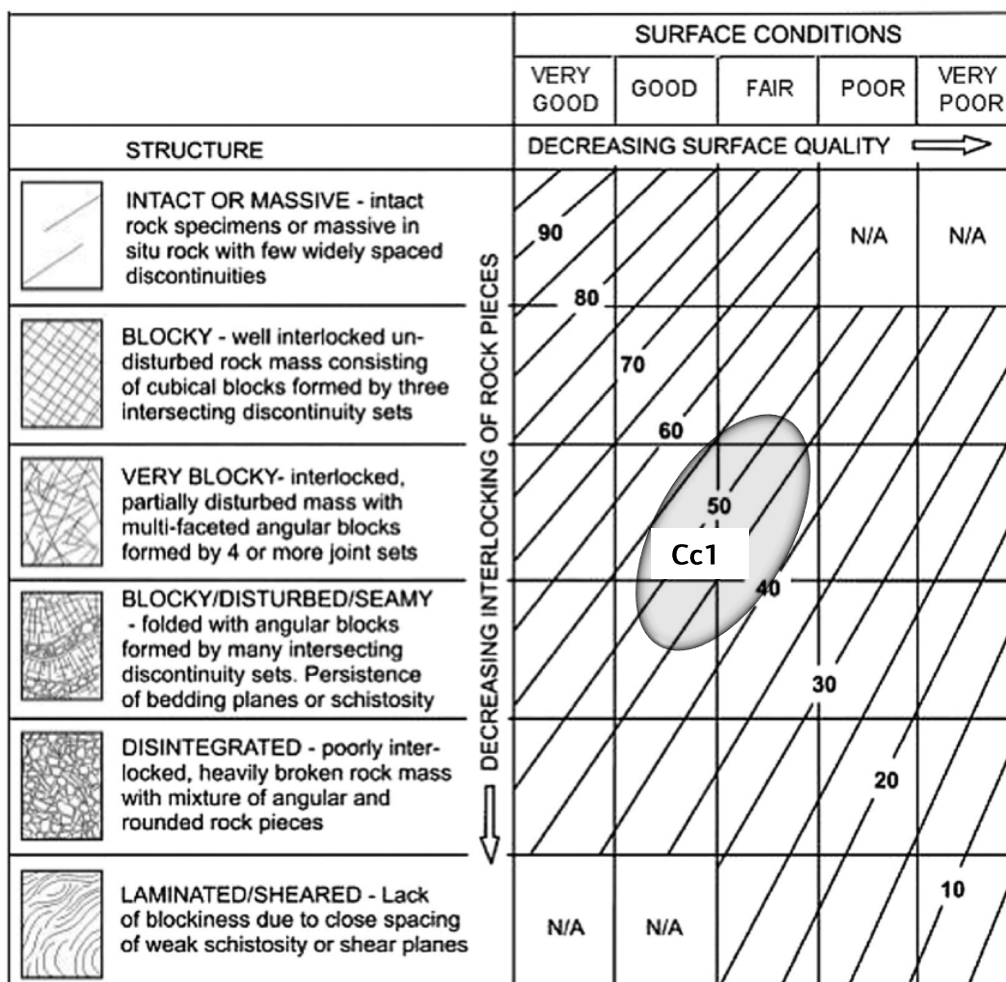 SURFACE CONDITIONS
VERY
GOOD
GOOD
FAIR
POOR
VERY
POOR
STRUCTURE
DECREASING SURFACE QUALITY
DECREASING INTERLOCKING OF ROCK PIECES
INTACT OR MASSIVE - intact
rock specimens or massive in
situ rock with few widely spaced
discontinuities
BLOCKY - well interlocked un-
disturbed rock mass consisting
of cubical blocks formed by three
intersecting discontinuity sets
VERY BLOCKY- interlocked,
partially disturbed mass with
multi-faceted angular blocks
formed by 4 or more joint sets
BLOCKY/DISTURBED/SEAMY
- folded with angular blocks
formed by many intersecting
discontinuity sets. Persistence
of bedding planes or schistosity
DISINTEGRATED - poorly inter-
locked, heavily broken rock mass
with mixture of angular and
rounded rock pieces
LAMINATED/SHEARED - Lack
of blockiness due to close spacing
of weak schistosity or shear planes
90
N/A
N/A
80
70
60
50
Cc1
40
30
20
10
N/A
N/A